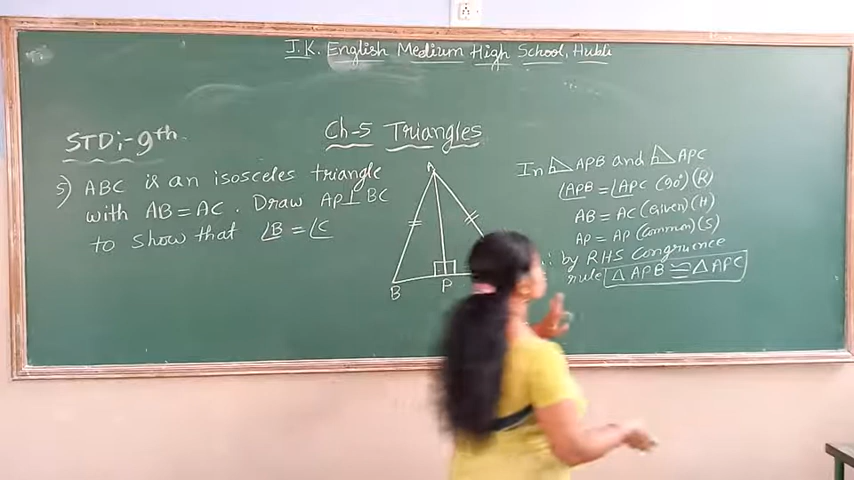 J.K. English Medium High School, Hubli
STD:-9th
Ch-5 Triangles
5) ABC is an isosceles triangle
with AB = AC. Draw AP⊥BC
to show that ∠B = ∠C
A
B
P
In ◺APB and ◺APC
∠APB = ∠APC (90°) (R)
AB = AC (Given) (H)
AP = AP (Common) (S)
∴ by RHS Congruence
rule △APB ≅ △APC